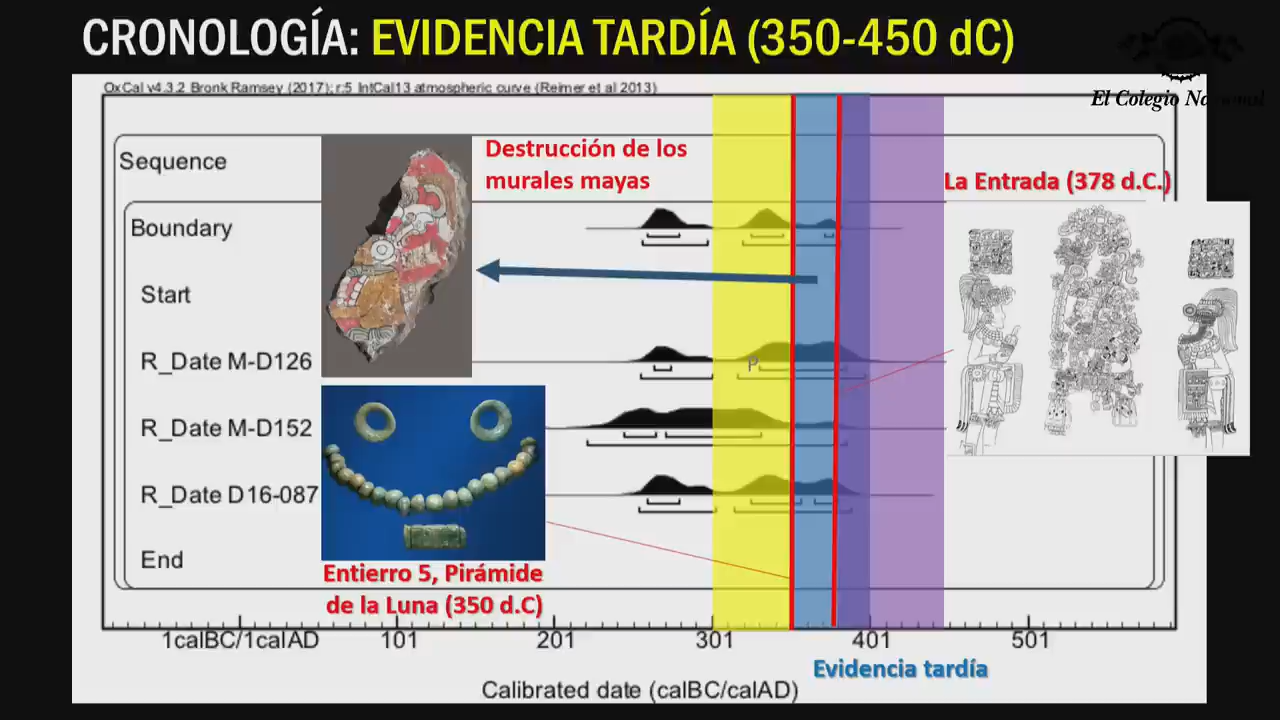 CRONOLOGÍA: EVIDENCIA TARDÍA (350-450 dC)
OxCal v4.3.2 Bronk Ramsey (2017); r:5 IntCal13 atmospheric curve (Reimer et al 2013)
El Colegio Nacional
Sequence
Destrucción de los
murales mayas
La Entrada (378 d.C.)
Boundary
Start
R_Date M-D126
P
R_Date M-D152
R_Date D16-087
End
Entierro 5, Pirámide
de la Luna (350 d.C)
1calBC/1calAD 101 201 301 401 501
Evidencia tardía
Calibrated date (calBC/calAD)